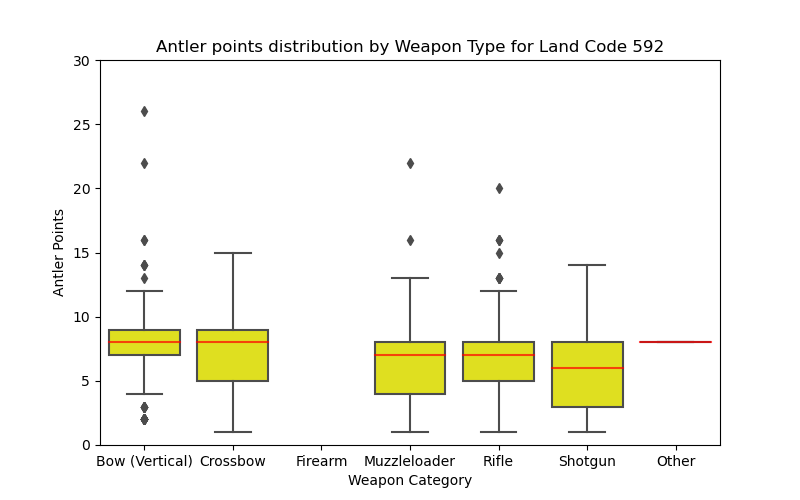 Antler points distribution by Weapon Type for Land Code 592
30
25
20
15
10
5
0
Antler Points
Bow (Vertical) Crossbow Firearm Muzzleloader Rifle Shotgun Other
Weapon Category